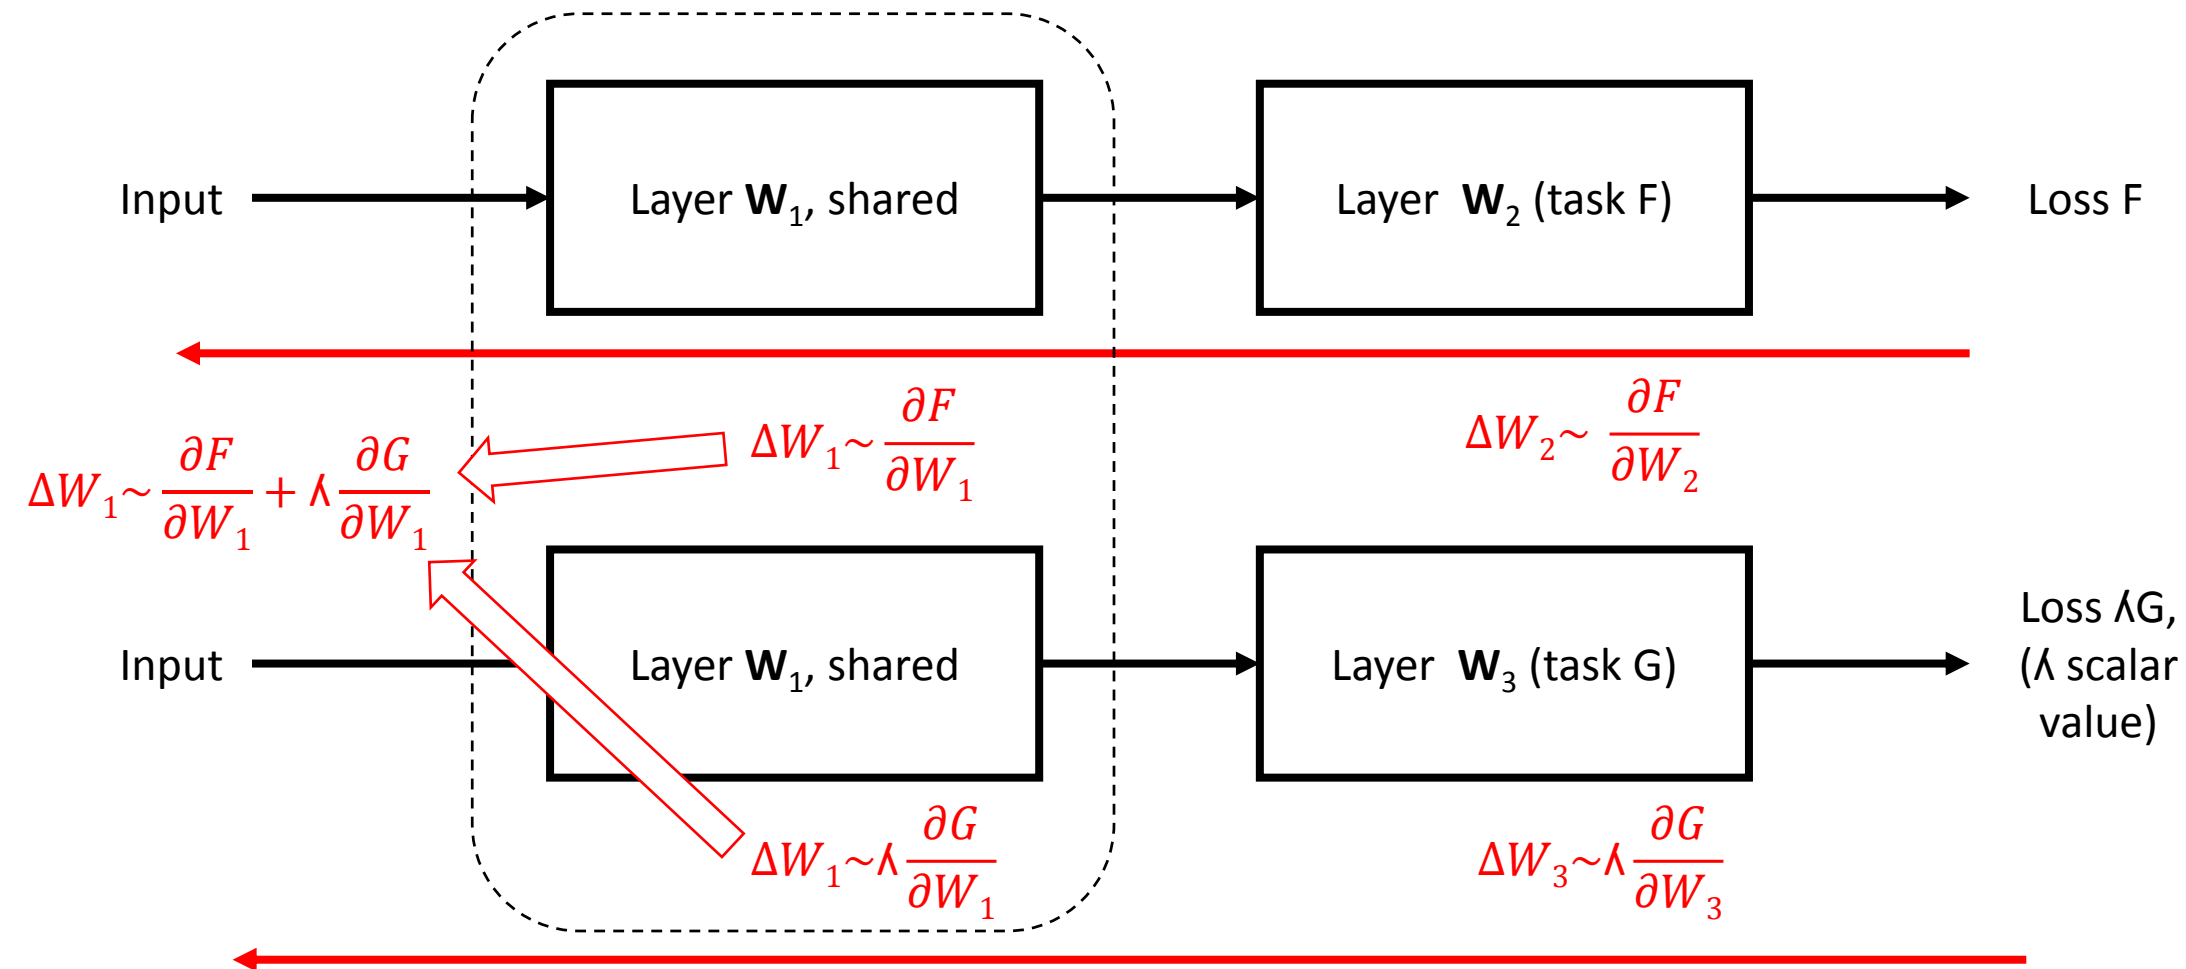 Input
Layer W₁, shared
Layer W₂ (task F)
Loss F
ΔW₁~ ∂F/∂W₁ + ʎ ∂G/∂W₁
ΔW₁~ ∂F/∂W₁
ΔW₂~ ∂F/∂W₂
Input
Layer W₁, shared
Layer W₃ (task G)
Loss ʎG,
(ʎ scalar
value)
ΔW₁~ʎ ∂G/∂W₁
ΔW₃~ʎ ∂G/∂W₃